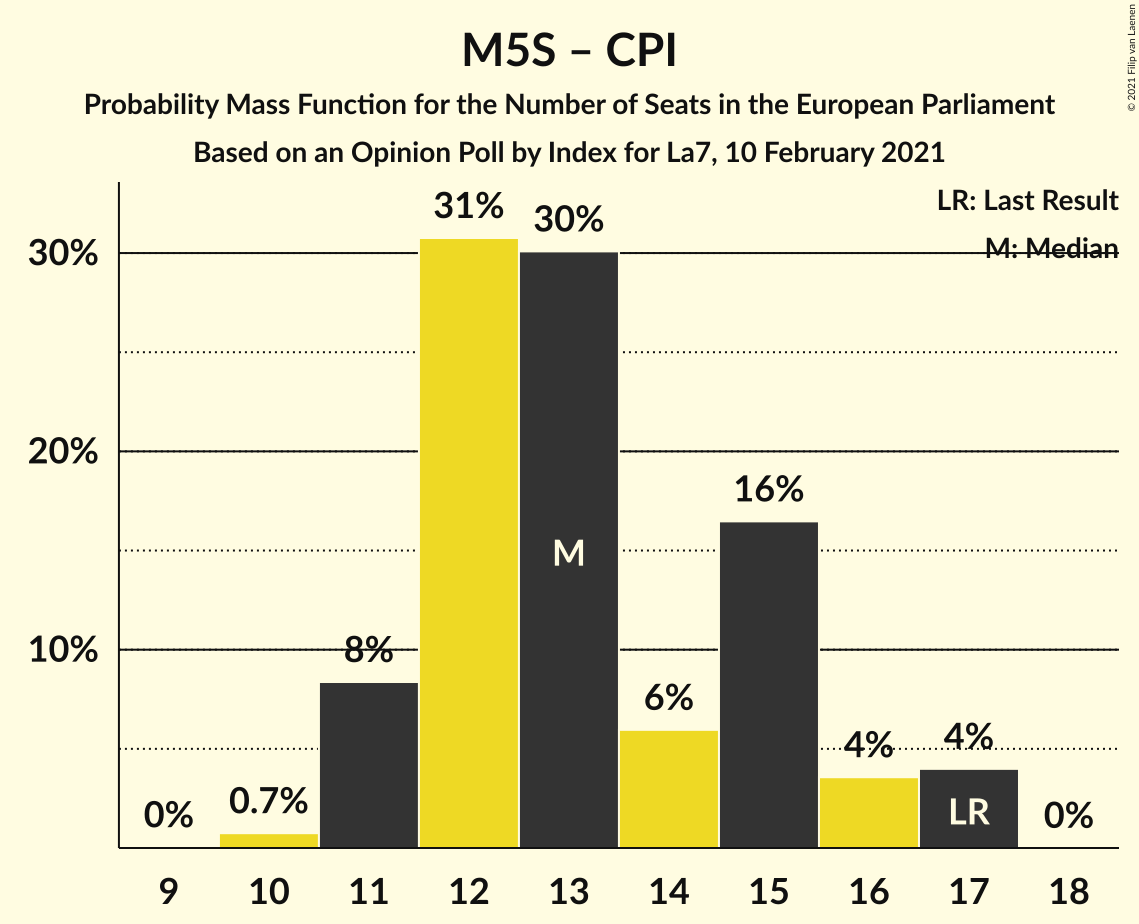 M5S – CPI
Probability Mass Function for the Number of Seats in the European Parliament
Based on an Opinion Poll by Index for La7, 10 February 2021
© 2021 Filip van Laenen
LR: Last Result
M: Median
30%
20%
10%
0%
0.7%
8%
31%
30%
6%
16%
4%
4%
0%
M
LR
9
10
11
12
13
14
15
16
17
18